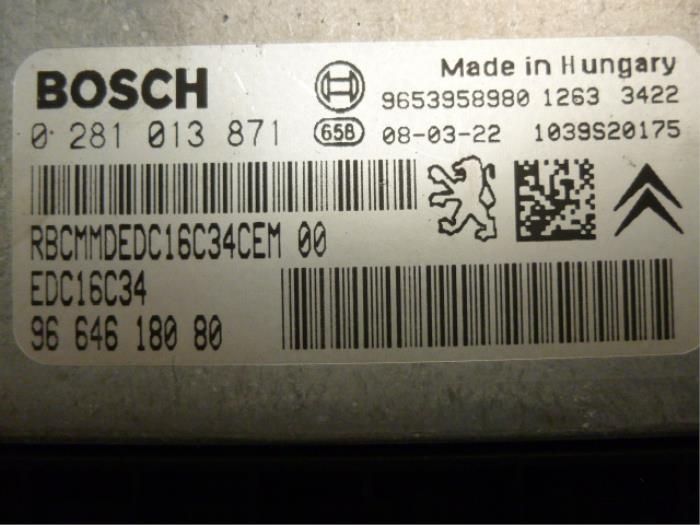 BOSCH
Made in Hungary
9653958980 1263 3422
0 281 013 871 658 08-03-22 1039S20175
RBCMMDEDC16C34CEM 00
EDC16C34
96 646 180 80